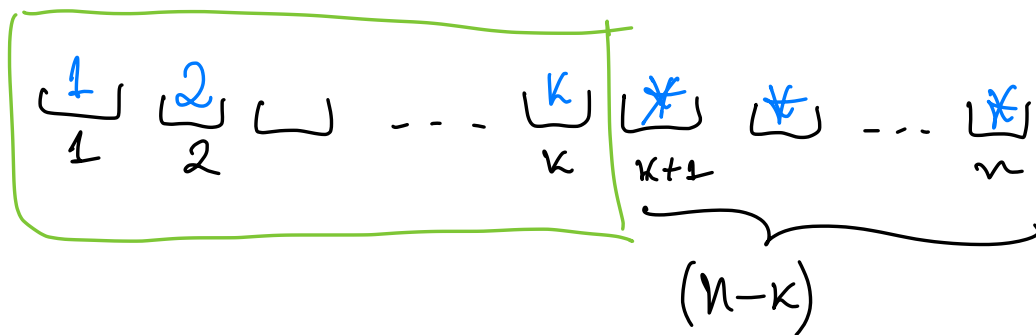 1 2 - - - - k * * - - - *
1 2 k k+1 n
(n-k)